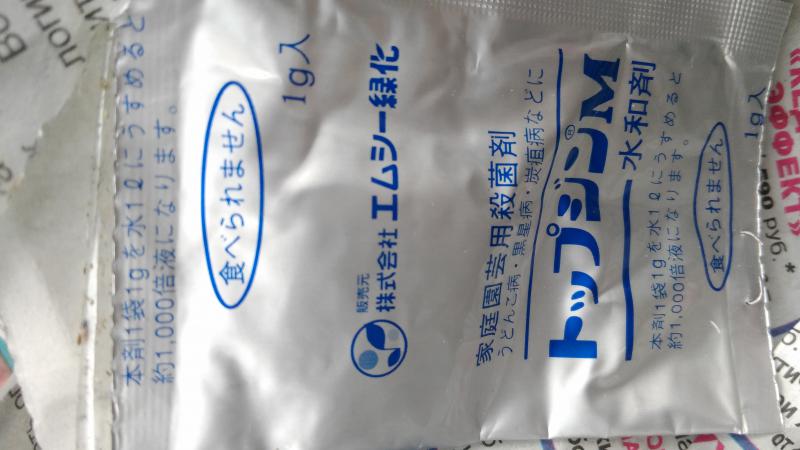 本剤1袋1gを水1ℓにうすめると
約1,000倍液になります。
食べられません
1g入
販売元
株式会社 エムシー緑化
家庭園芸用殺菌剤
うどんこ病・黒星病・炭疽病などに
トップジン®M
水和剤
本剤1袋1gを水1ℓにうすめると
約1,000倍液になります。
食べられません
1g入
ЭФФЕКТ»
590 руб.*